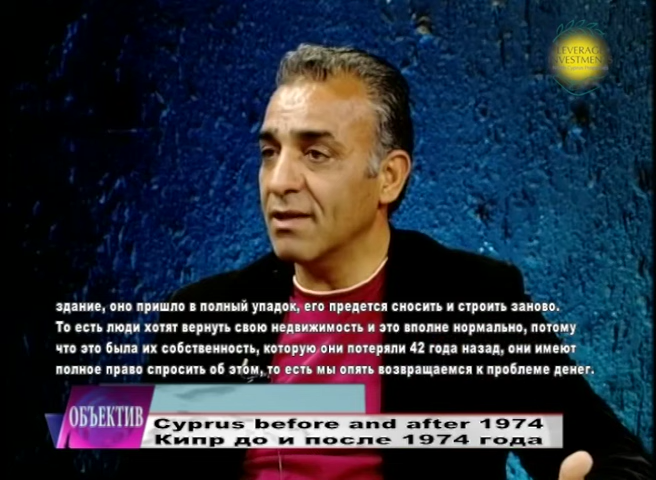 LEVERAGE
INVESTMENT
здание, оно пришло в полный упадок, его предется сносить и строить заново.
То есть люди хотят вернуть свою недвижимость и это вполне нормально, потому
что это была их собственность, которую они потеряли 42 года назад, они имеют
полное право спросить об этом, то есть мы опять возвращаемся к проблеме денег.
ОБЪЕКТИВ
Cyprus before and after 1974
Кипр до и после 1974 года